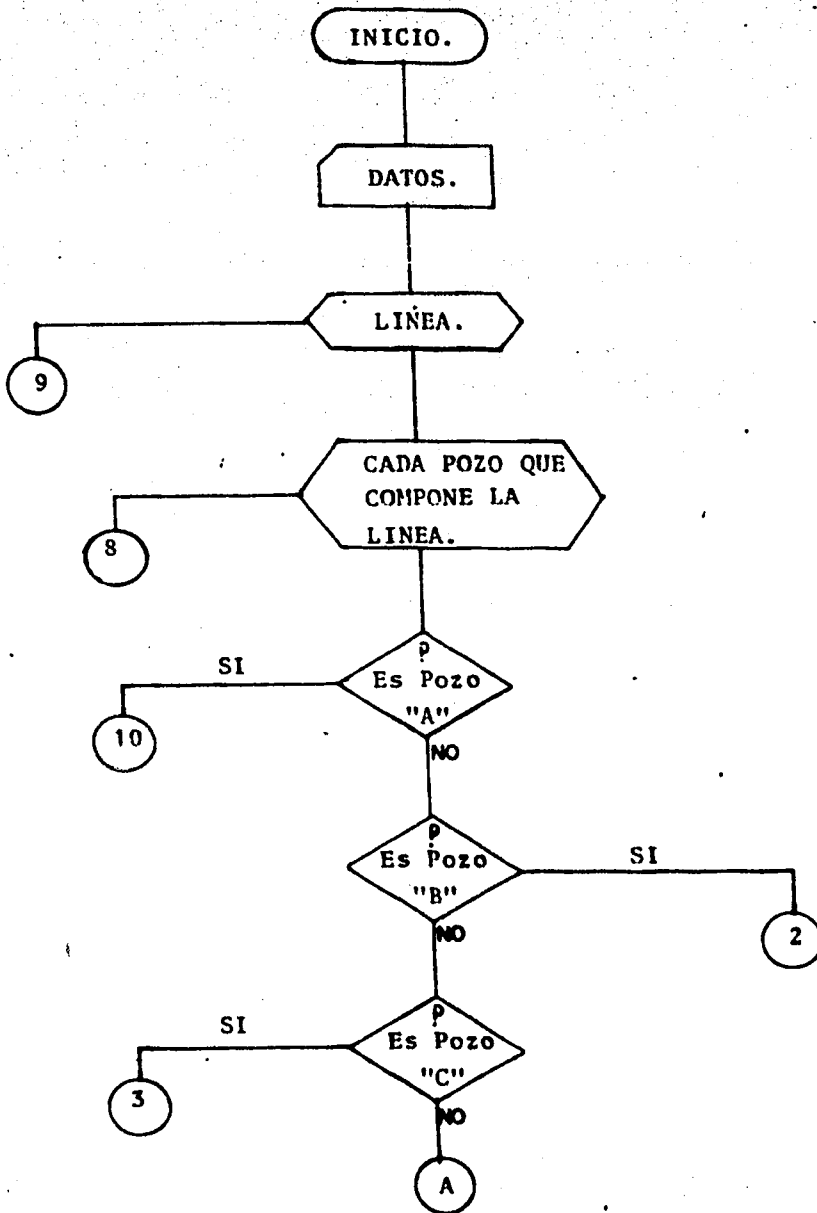 INICIO.
DATOS.
LINEA.
9
CADA POZO QUE
COMPONE LA
LINEA.
8
SI
Es Pozo
"A"
10
NO
Es Pozo
"B"
SI
2
NO
SI
Es Pozo
"C"
3
NO
A